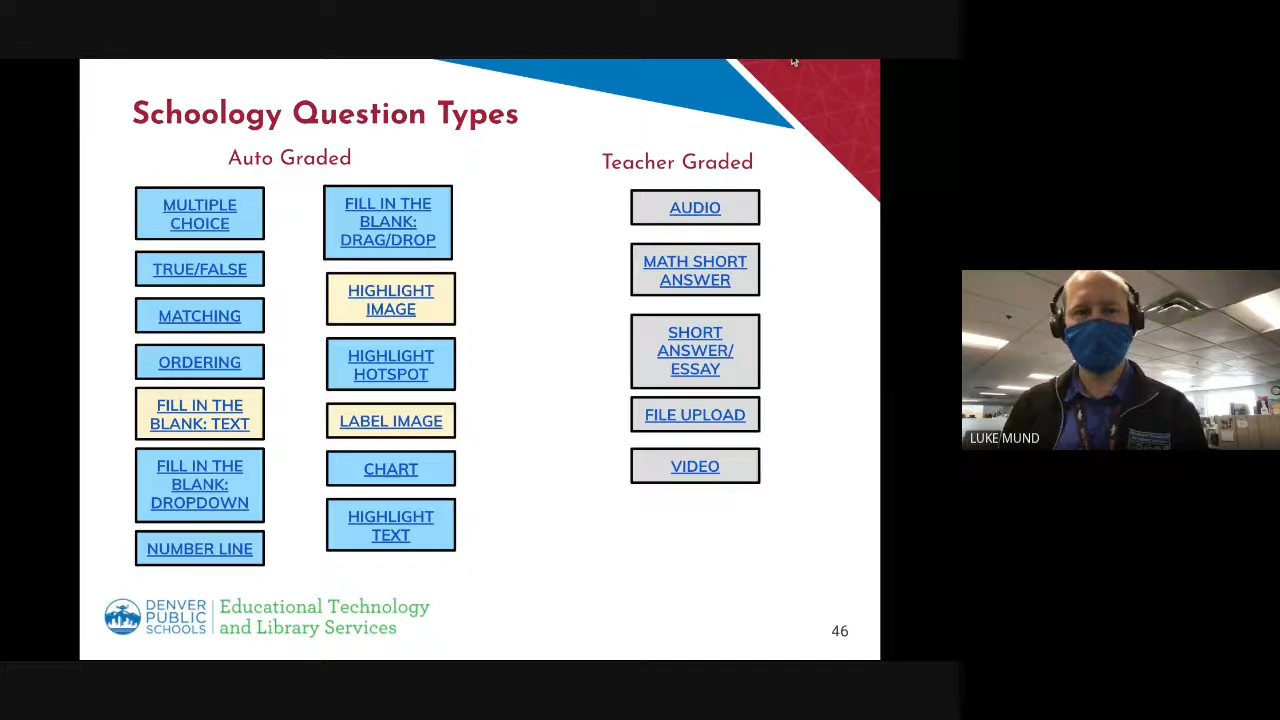 Schoology Question Types
Auto Graded
MULTIPLE
CHOICE
TRUE/FALSE
MATCHING
ORDERING
FILL IN THE
BLANK: TEXT
FILL IN THE
BLANK:
DROPDOWN
NUMBER LINE
FILL IN THE
BLANK:
DRAG/DROP
HIGHLIGHT
IMAGE
HIGHLIGHT
HOTSPOT
LABEL IMAGE
CHART
HIGHLIGHT
TEXT
Teacher Graded
AUDIO
MATH SHORT
ANSWER
SHORT
ANSWER/
ESSAY
FILE UPLOAD
VIDEO
DENVER
PUBLIC
SCHOOLS
Educational Technology
and Library Services
46
LUKE MUND